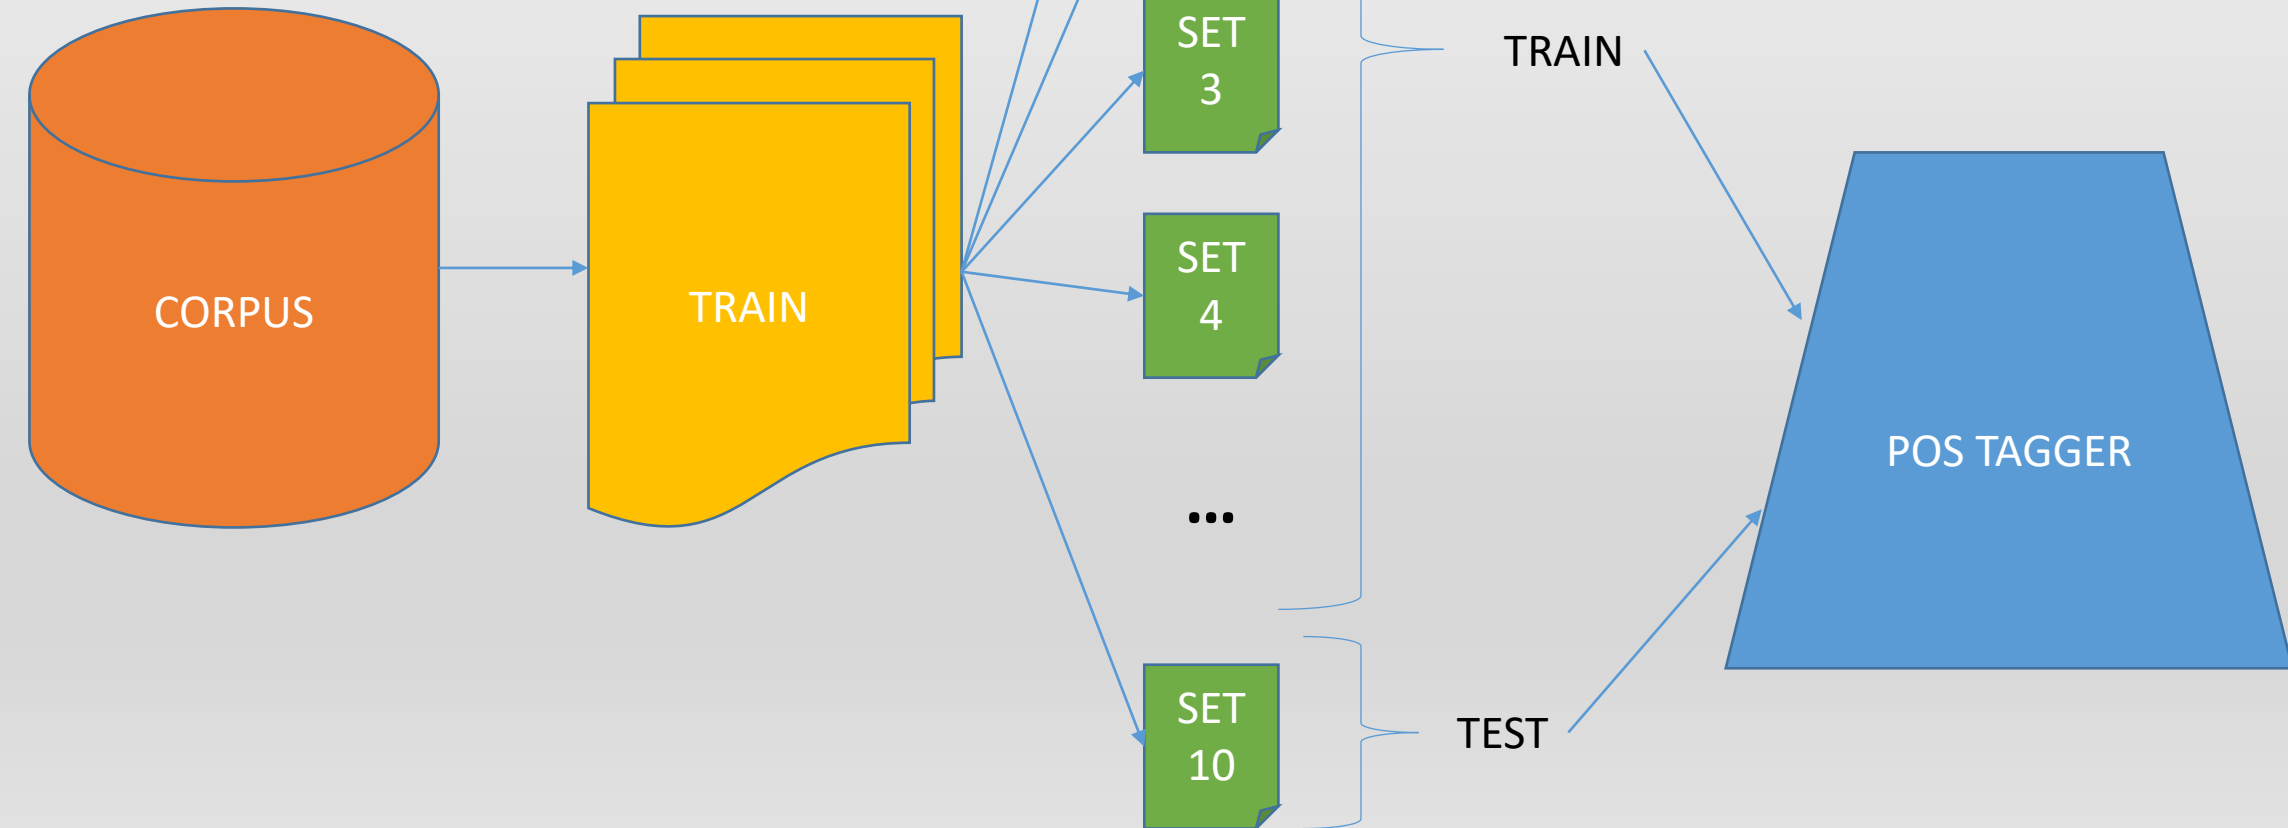 CORPUS
TRAIN
SET
3
SET
4
...
SET
10
TRAIN
TEST
POS TAGGER